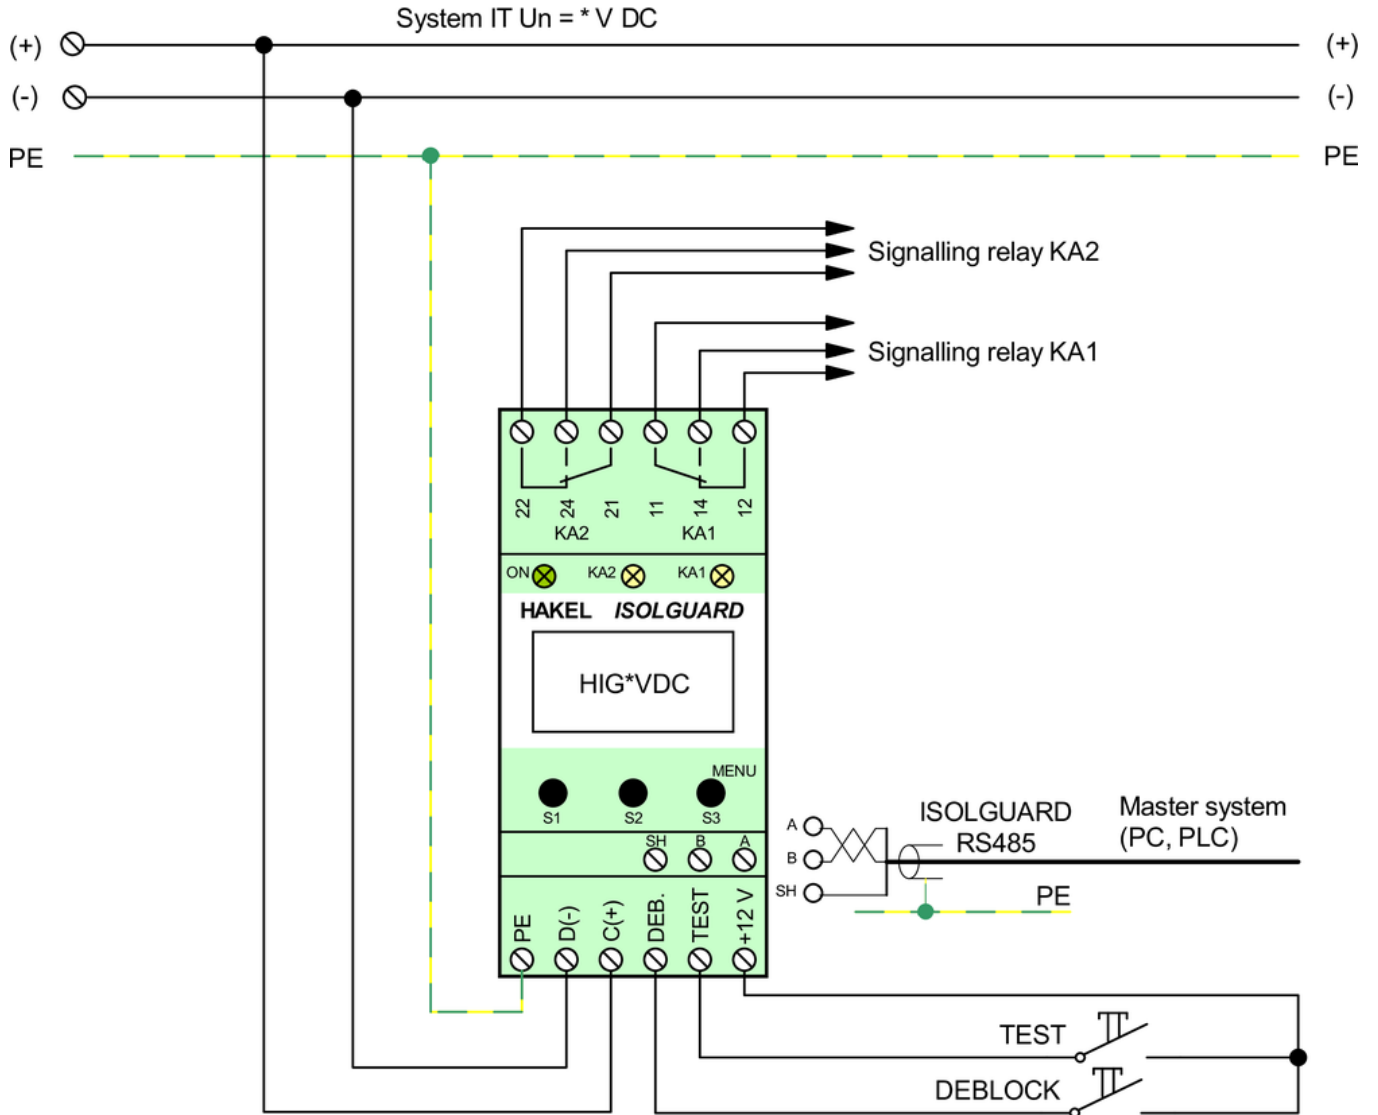 System IT Un = * V DC
(+) (+)
(-) (-)
PE PE
Signalling relay KA2
Signalling relay KA1
22 24 21 11 14 12
KA2 KA1
ON KA2 KA1
HAKEL ISOLGUARD
HIG*VDC
MENU
S1 S2 S3
ISOLGUARD
RS485
Master system
(PC, PLC)
SH B A
A
B
SH
PE
PE D(-) C(+) DEB. TEST +12 V
TEST
DEBLOCK